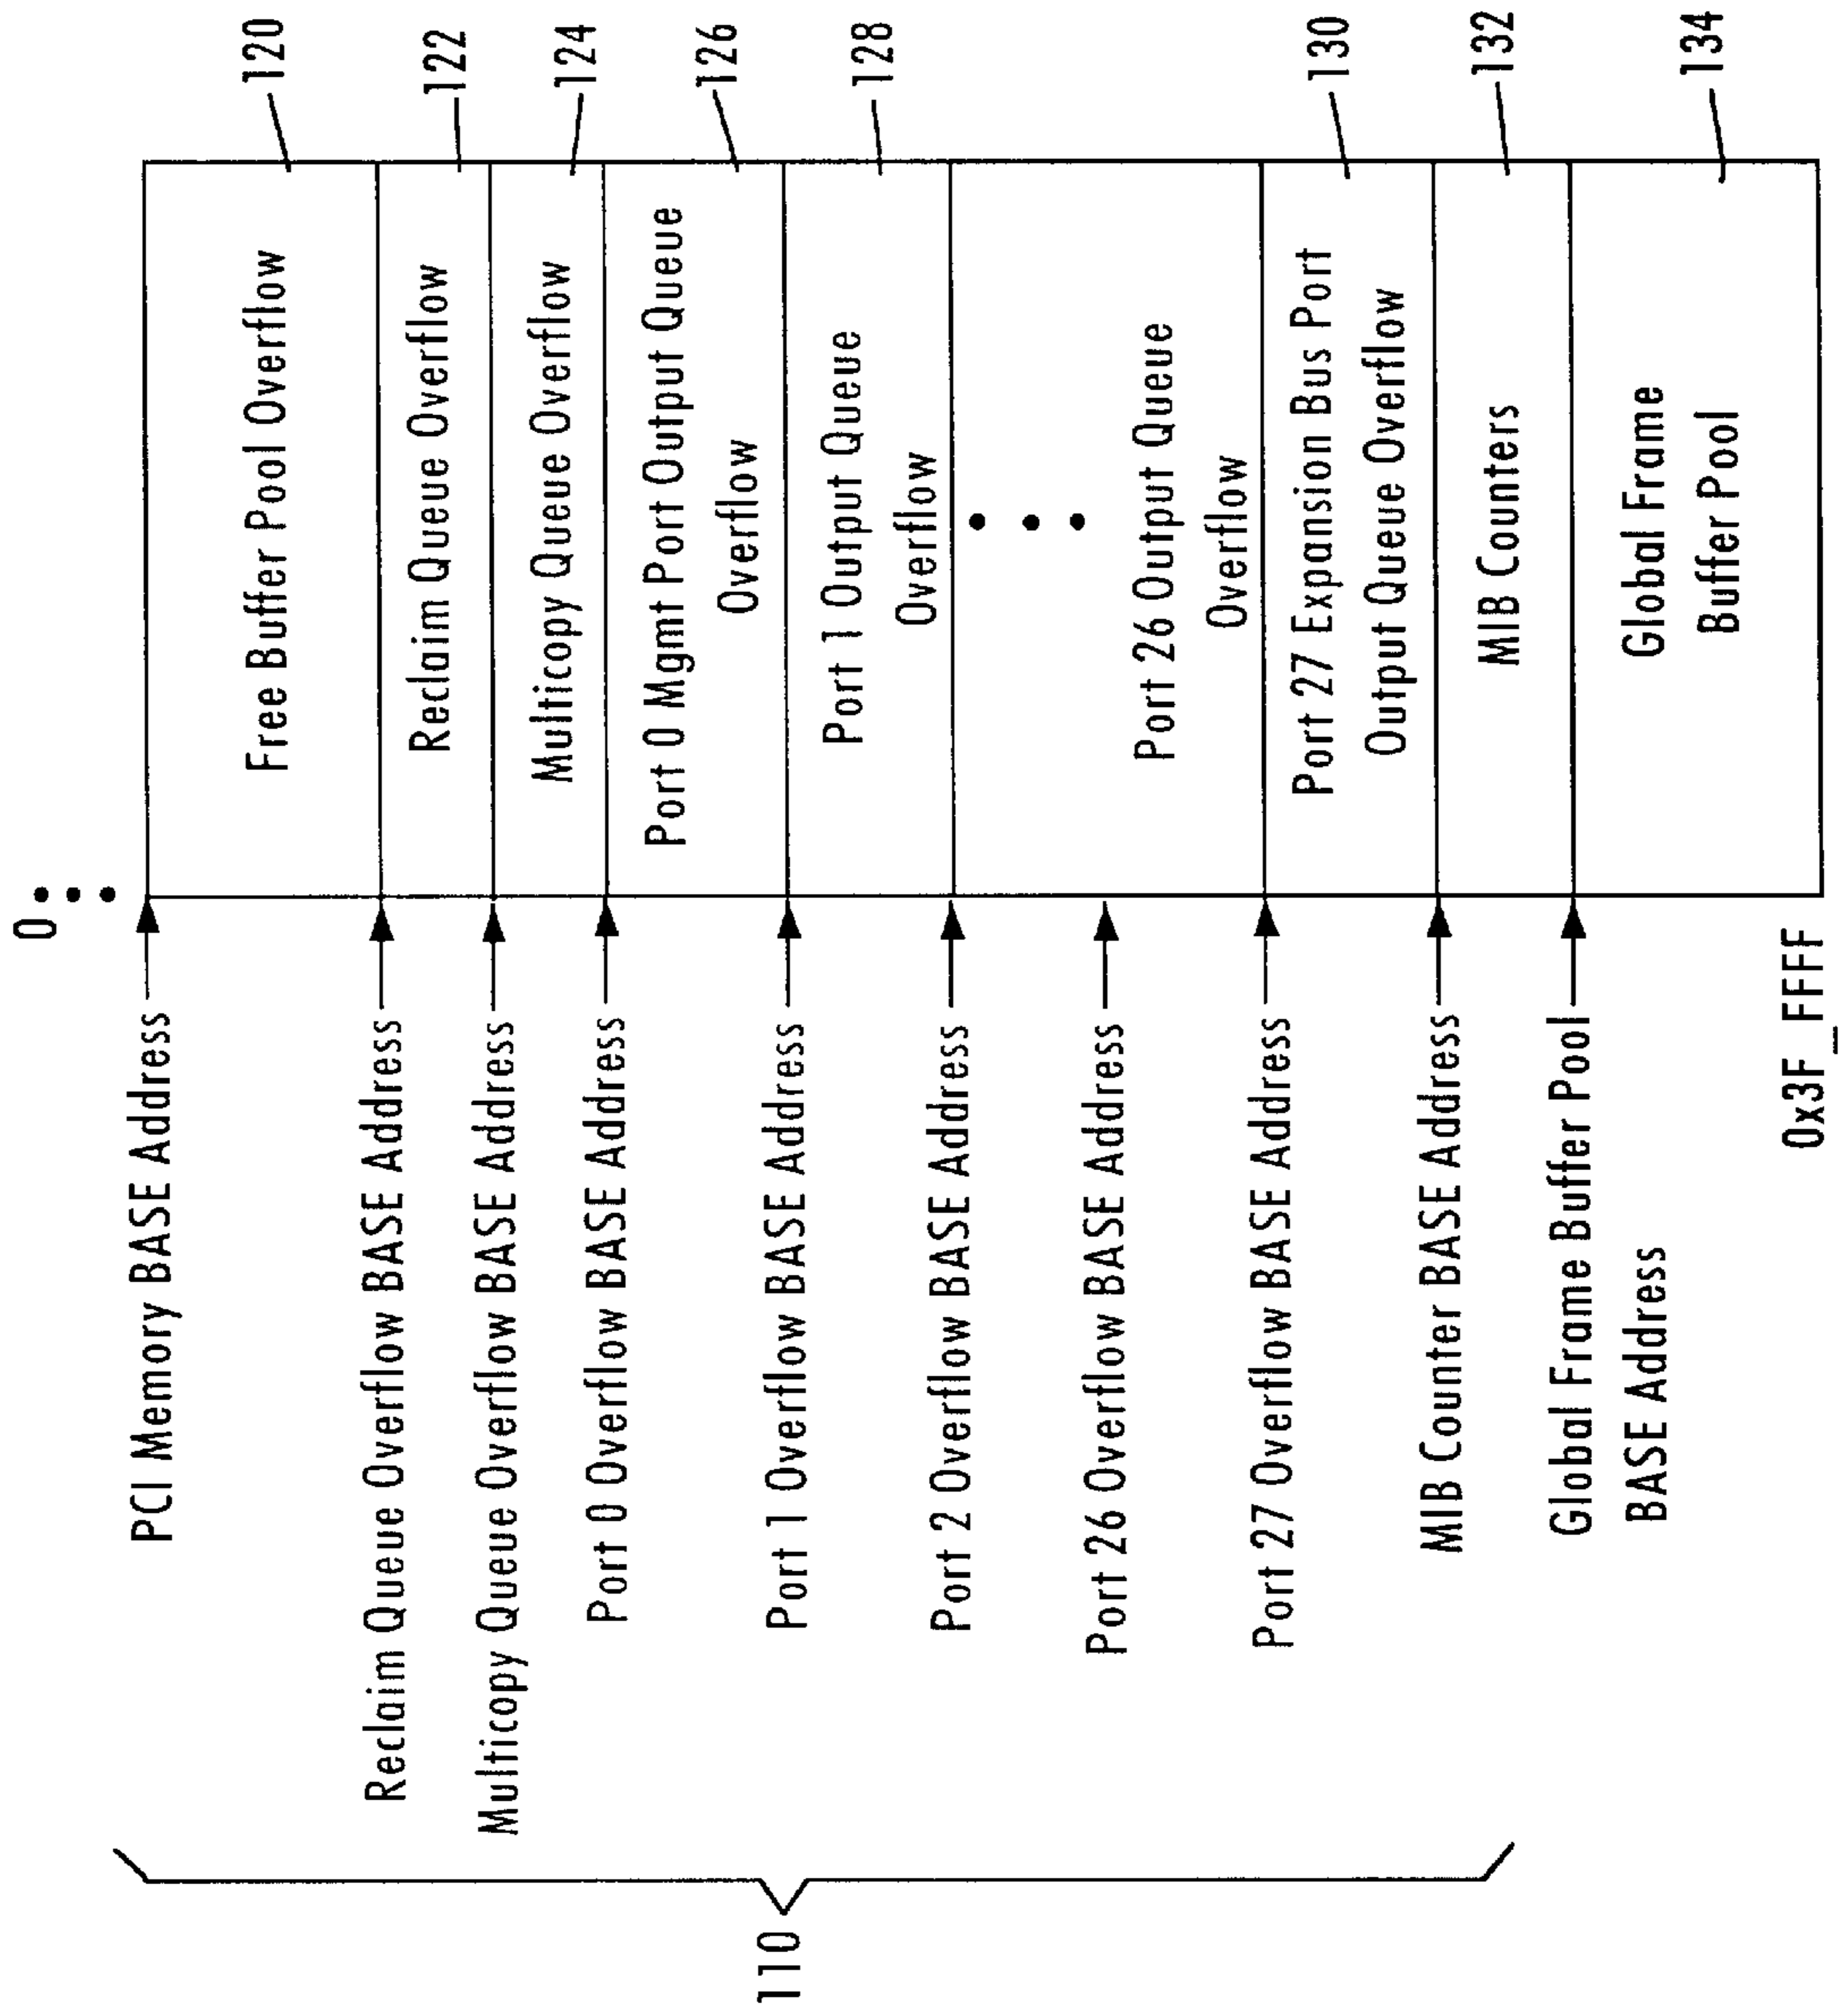 0
PCI Memory BASE Address
Free Buffer Pool Overflow
120
Reclaim Queue Overflow BASE Address
Reclaim Queue Overflow
122
Multicopy Queue Overflow BASE Address
Multicopy Queue Overflow
124
Port 0 Overflow BASE Address
Port 0 Mgmt Port Output Queue
Overflow
126
Port 1 Overflow BASE Address
Port 1 Output Queue
Overflow
128
Port 2 Overflow BASE Address
Port 26 Overflow BASE Address
Port 26 Output Queue
Overflow
Port 27 Overflow BASE Address
Port 27 Expansion Bus Port
Output Queue Overflow
130
MIB Counter BASE Address
MIB Counters
132
Global Frame Buffer Pool
BASE Address
Global Frame
Buffer Pool
134
0x3F_FFFF
110